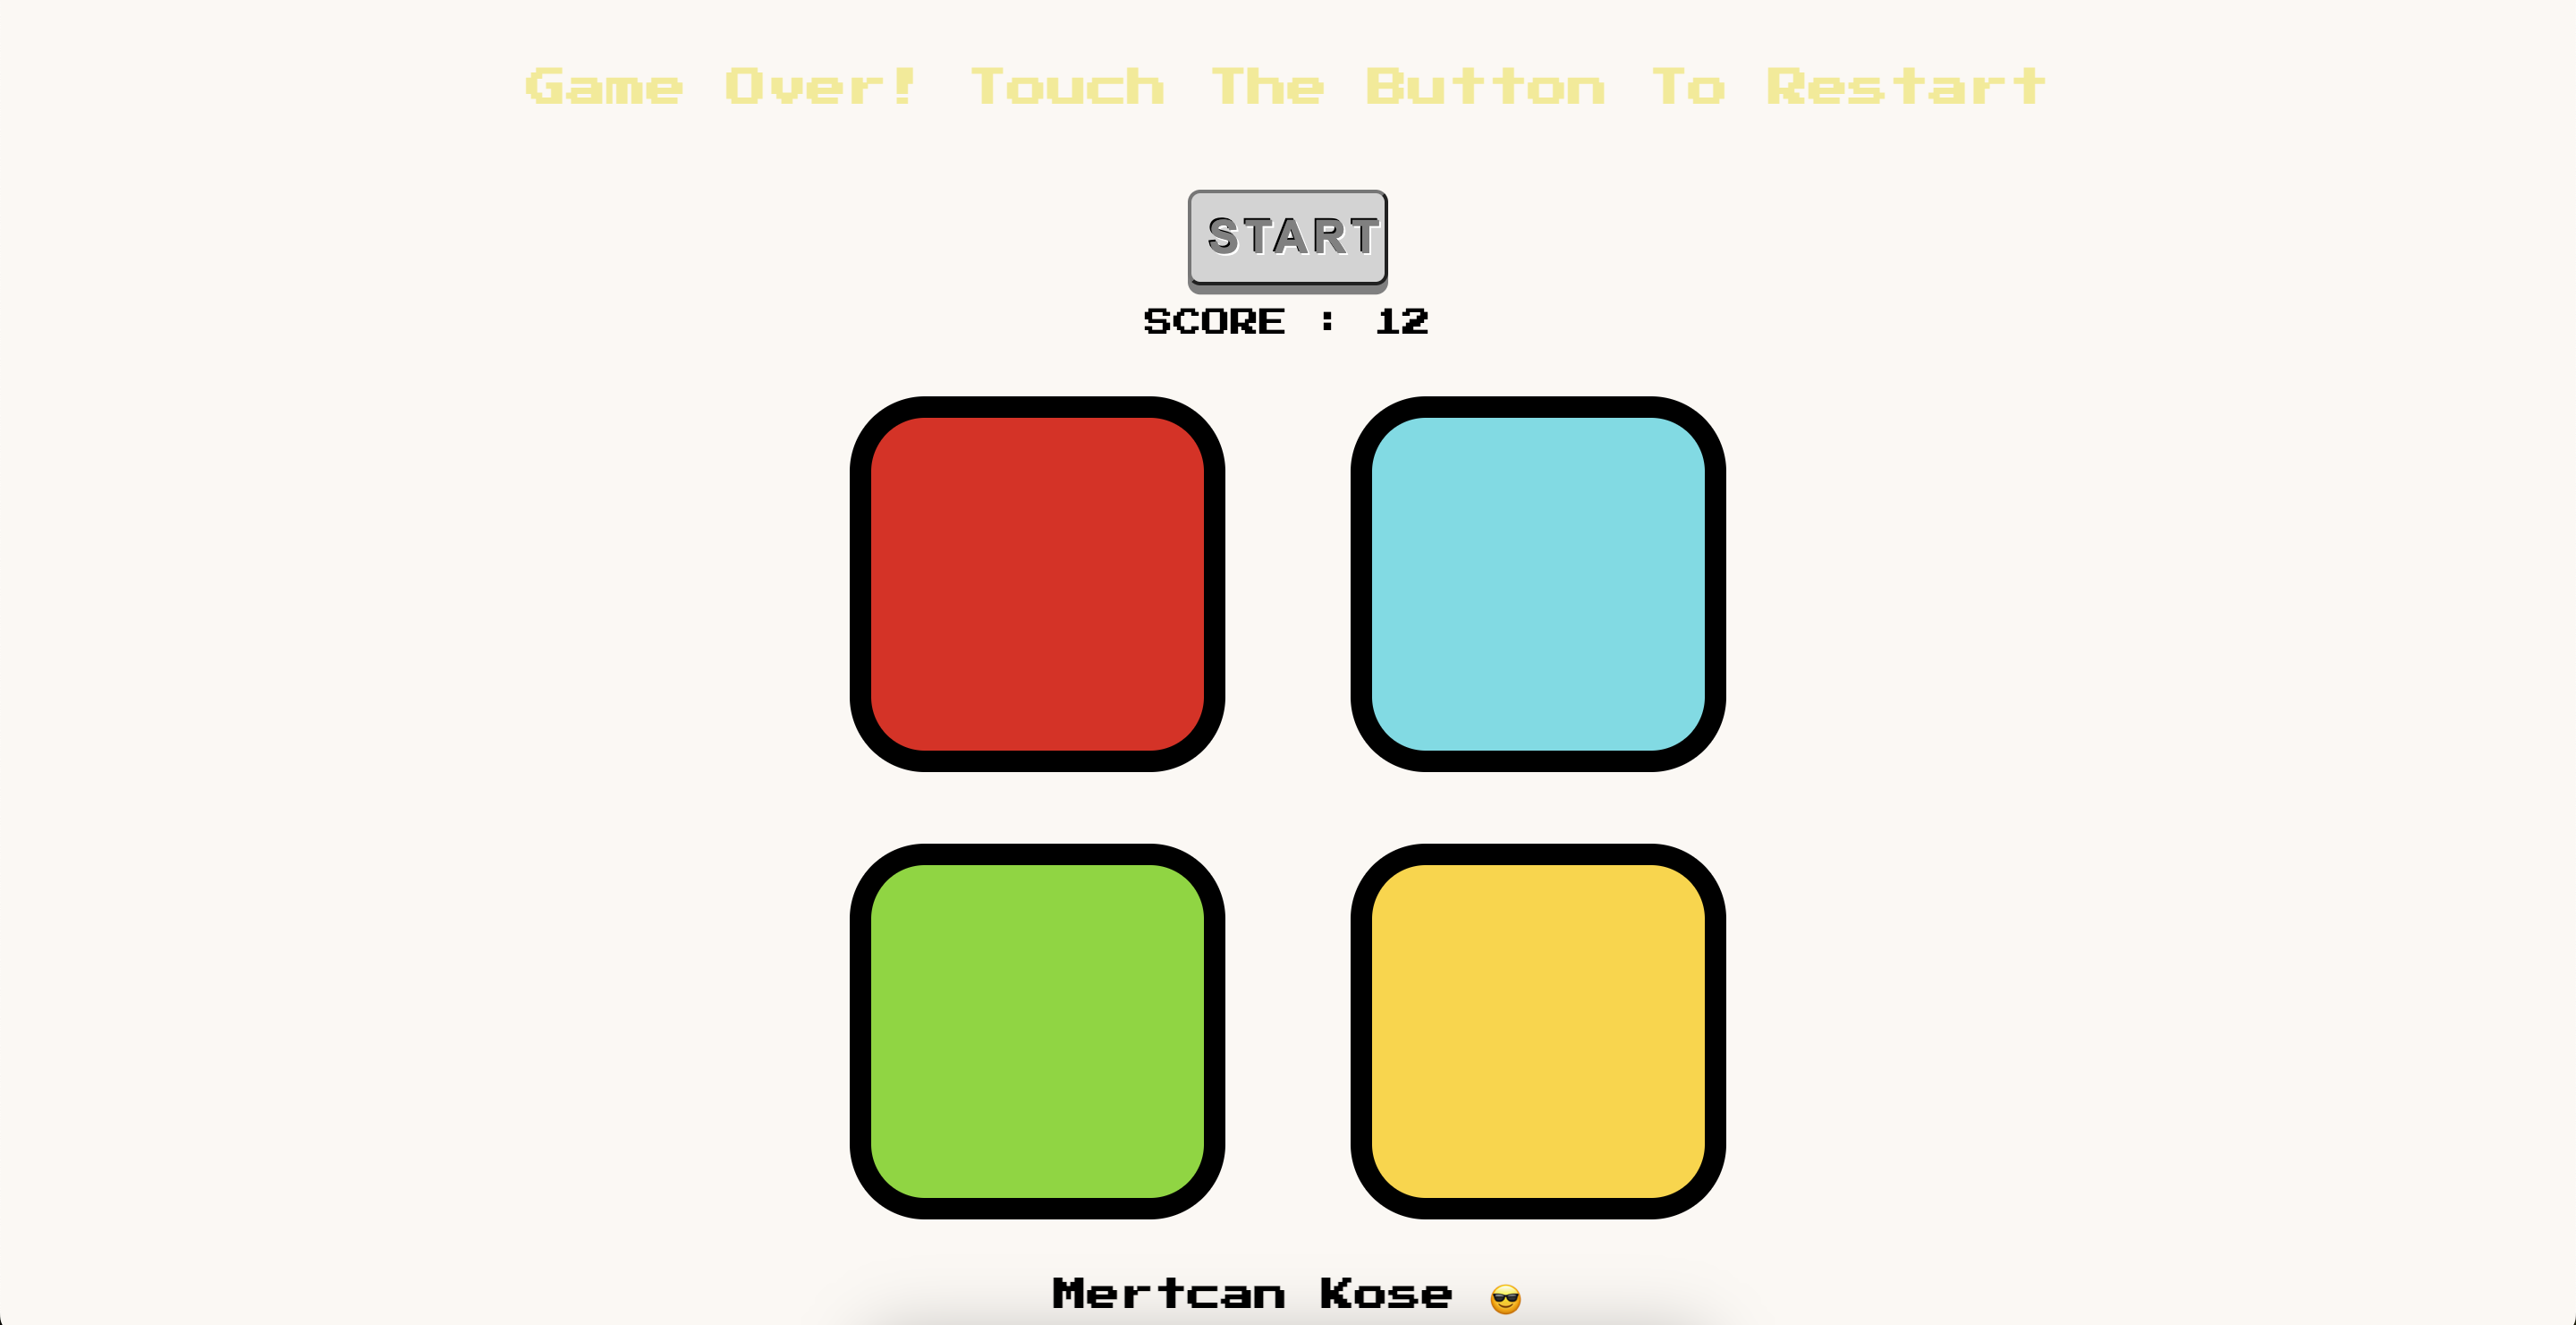 Game Over! Touch The Button To Restart
START
SCORE : 12
Mertcan Kose 😎